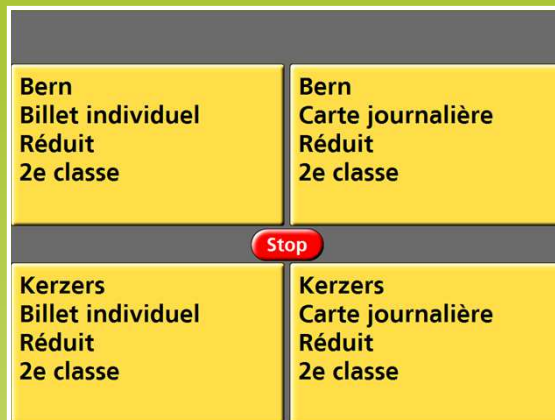 Bern
Billet individuel
Réduit
2e classe
Bern
Carte journalière
Réduit
2e classe
Stop
Kerzers
Billet individuel
Réduit
2e classe
Kerzers
Carte journalière
Réduit
2e classe